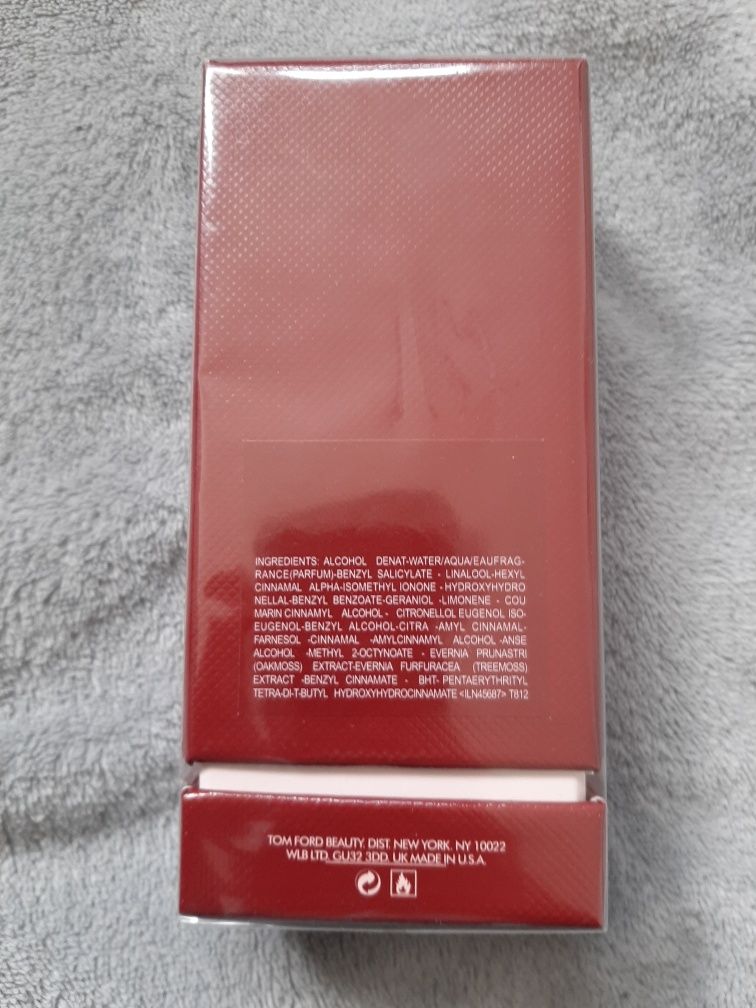 INGREDIENTS: ALCOHOL DENAT-WATER/AQUA/EAUFRAG-
RANCE(PARFUM)-BENZYL SALICYLATE - LINALOOL-HEXYL
CINNAMAL ALPHA-ISOMETHYL IONONE - HYDROXYHYDRO
NELLAL-BENZYL BENZOATE-GERANIOL -LIMONENE - COU
MARIN CINNAMYL ALCOHOL - CITRONELLOL EUGENOL ISO-
EUGENOL-BENZYL ALCOHOL-CITRA -AMYL CINNAMAL-
FARNESOL -CINNAMAL -AMYLCINNAMYL ALCOHOL -ANSE
ALCOHOL -METHYL 2-OCTYNOATE - EVERNIA PRUNASTRI
(OAKMOSS) EXTRACT-EVERNIA FURFURACEA (TREEMOSS)
EXTRACT -BENZYL CINNAMATE - BHT- PENTAERYTHRITYL
TETRA-DI-T-BUTYL HYDROXYHYDROCINNAMATE <ILN45687> T812
TOM FORD BEAUTY. DIST. NEW YORK. NY 10022
WLB LTD. GU32 3DD. UK MADE IN U.S.A.